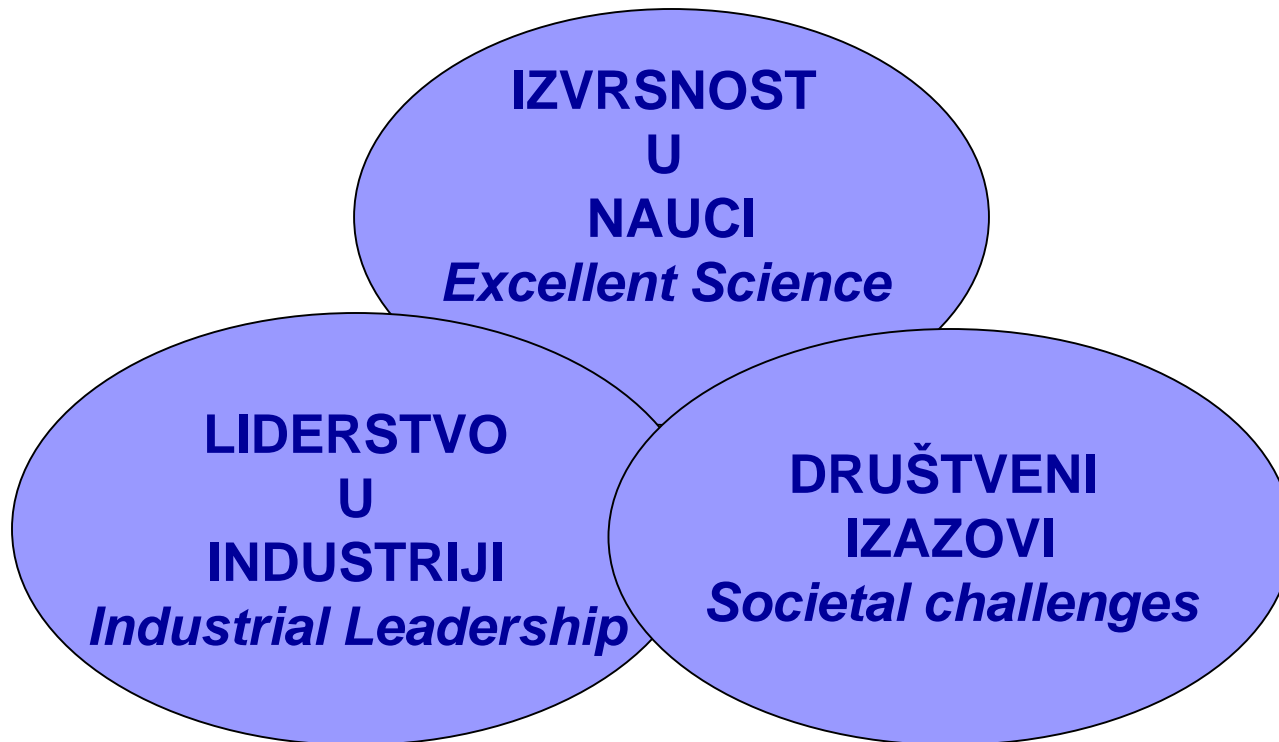 IZVRSNOST
U
NAUCI
Excellent Science
LIDERSTVO
U
INDUSTRIJI
Industrial Leadership
DRUŠTVENI
IZAZOVI
Societal challenges